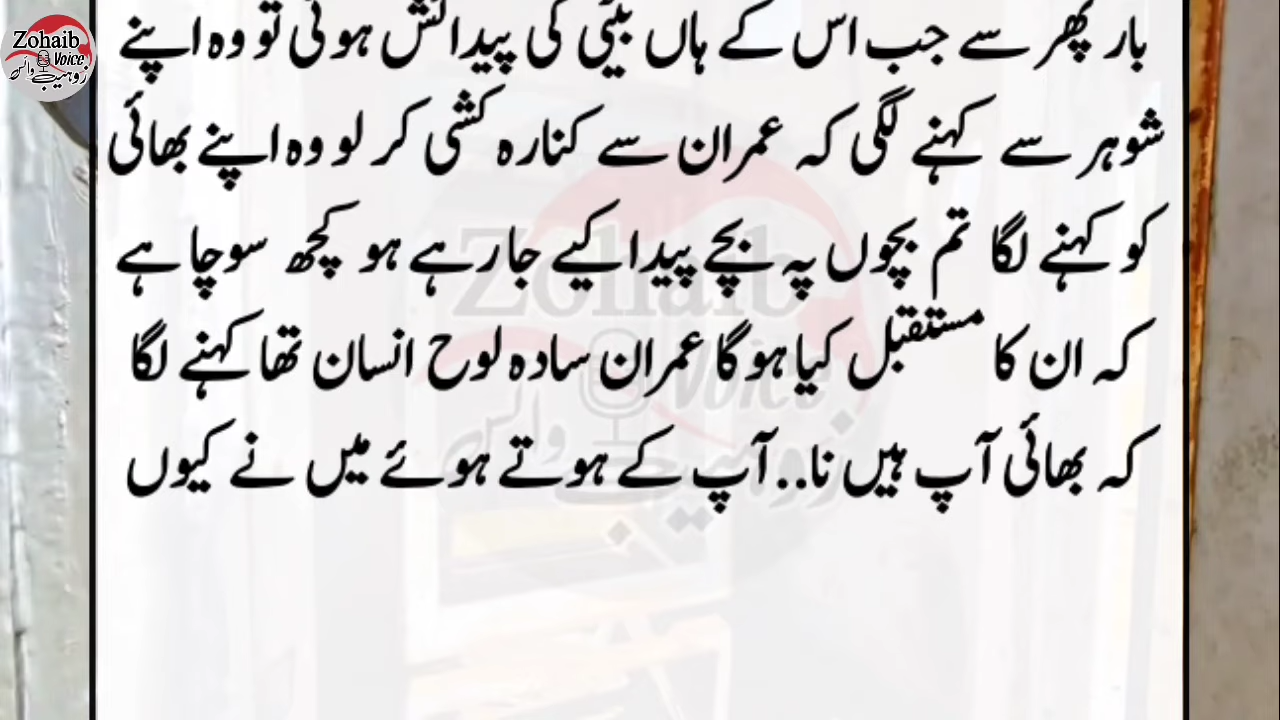 Zohaib
Voice
زوہیب وائس
بار پھر سے جب اس کے ہاں بیٹی کی پیدائش ہوئی تو وہ اپنے
شوہر سے کہنے لگی کہ عمران سے کنارہ کشی کر لو وہ اپنے بھائی
کو کہنے لگا تم بچوں پہ بچے پیدا کیے جا رہے ہو کچھ سوچا ہے
کہ ان کا مستقبل کیا ہو گا عمران سادہ لوح انسان تھا کہنے لگا
کہ بھائی آپ ہیں نا.. آپ کے ہوتے ہوئے میں نے کیوں